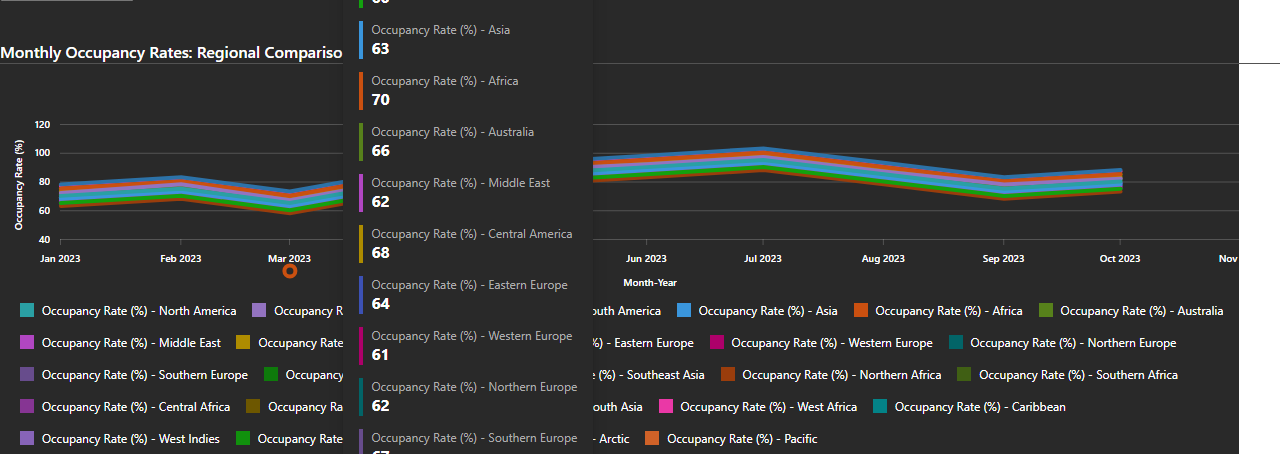 Monthly Occupancy Rates: Regional Compariso
Occupancy Rate (%) - Asia
63
Occupancy Rate (%) - Africa
70
Occupancy Rate (%) - Australia
66
Occupancy Rate (%) - Middle East
62
Occupancy Rate (%) - Central America
68
Occupancy Rate (%) - Eastern Europe
64
Occupancy Rate (%) - Western Europe
61
Occupancy Rate (%) - Northern Europe
62
Occupancy Rate (%) - Southern Europe
Occupancy Rate (%)
120
100
80
60
40
Jan 2023 Feb 2023 Mar 2023 Jun 2023 Jul 2023 Aug 2023 Sep 2023 Oct 2023 Nov
Month-Year
Occupancy Rate (%) - North America Occupancy R outh America Occupancy Rate (%) - Asia Occupancy Rate (%) - Africa Occupancy Rate (%) - Australia
Occupancy Rate (%) - Middle East Occupancy Rate %) - Eastern Europe Occupancy Rate (%) - Western Europe Occupancy Rate (%) - Northern Europe
Occupancy Rate (%) - Southern Europe Occupancy e (%) - Southeast Asia Occupancy Rate (%) - Northern Africa Occupancy Rate (%) - Southern Africa
Occupancy Rate (%) - Central Africa Occupancy Ra outh Asia Occupancy Rate (%) - West Africa Occupancy Rate (%) - Caribbean
Occupancy Rate (%) - West Indies Occupancy Rate - Arctic Occupancy Rate (%) - Pacific